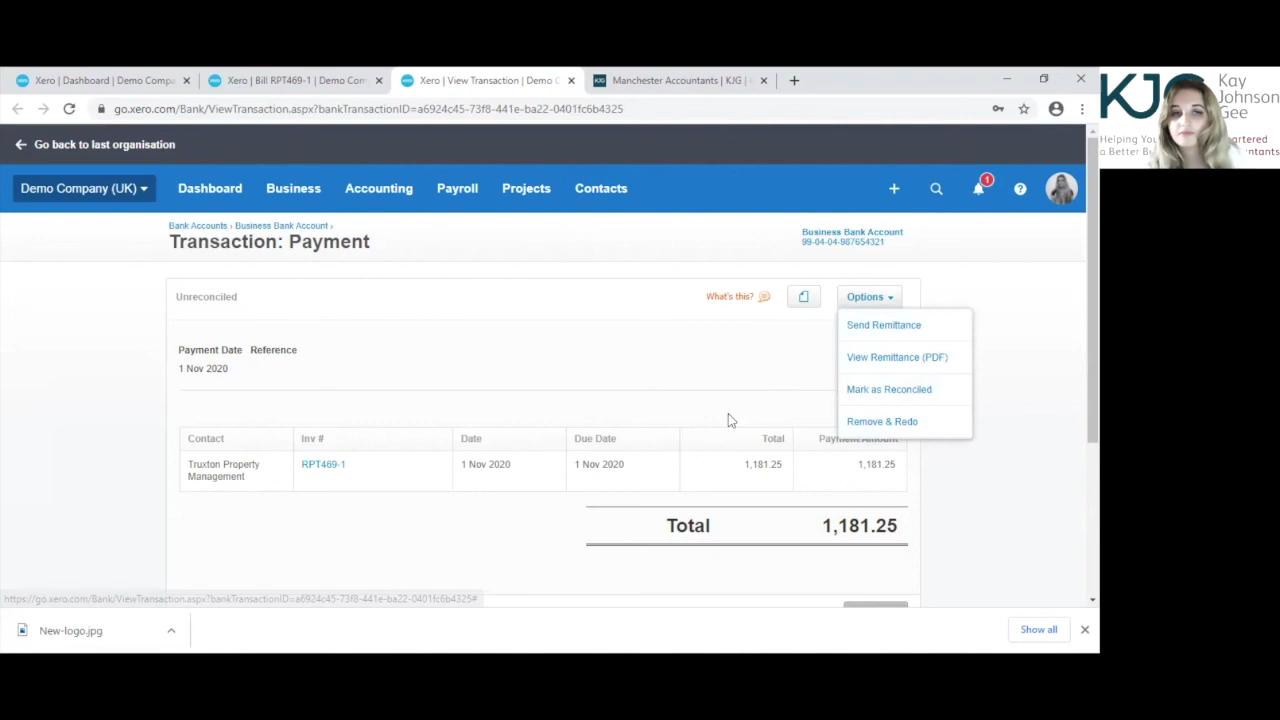 Xero | Dashboard | Demo Compa
Xero | Bill RPT469-1 | Demo Com
Xero | View Transaction | Demo C
Manchester Accountants | KJG |
go.xero.com/Bank/ViewTransaction.aspx?bankTransactionID=a6924c45-73f8-441e-ba22-0401fc6b4325
KJG
Kay
Johnson
Gee
Helping You
artered
a Better Bu
untants
Go back to last organisation
Demo Company (UK)
Dashboard
Business
Accounting
Payroll
Projects
Contacts
1
Bank Accounts › Business Bank Account ›
Transaction: Payment
Business Bank Account
99-04-04-987654321
Unreconciled
What's this?
Options
Send Remittance
View Remittance (PDF)
Mark as Reconciled
Remove & Redo
Payment Date Reference
1 Nov 2020
Contact Inv # Date Due Date Total Payment Amount
Truxton Property Management RPT469-1 1 Nov 2020 1 Nov 2020 1,181.25 1,181.25
Total 1,181.25
https://go.xero.com/Bank/ViewTransaction.aspx?bankTransactionID=a6924c45-73f8-441e-ba22-0401fc6b4325#
New-logo.jpg
Show all